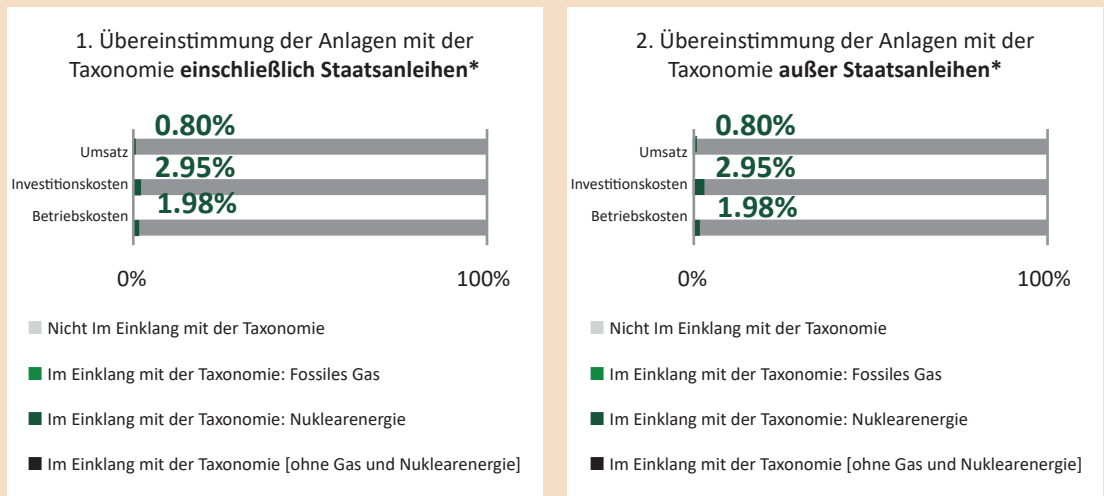 1. Übereinstimmung der Anlagen mit der
Taxonomie einschließlich Staatsanleihen*
0.80%
Umsatz
2.95%
Investitionskosten
1.98%
Betriebskosten
0%
100%
Nicht Im Einklang mit der Taxonomie
Im Einklang mit der Taxonomie: Fossiles Gas
Im Einklang mit der Taxonomie: Nuklearenergie
Im Einklang mit der Taxonomie [ohne Gas und Nuklearenergie]
2. Übereinstimmung der Anlagen mit der
Taxonomie außer Staatsanleihen*
0.80%
Umsatz
2.95%
Investitionskosten
1.98%
Betriebskosten
0%
100%
Nicht Im Einklang mit der Taxonomie
Im Einklang mit der Taxonomie: Fossiles Gas
Im Einklang mit der Taxonomie: Nuklearenergie
Im Einklang mit der Taxonomie [ohne Gas und Nuklearenergie]